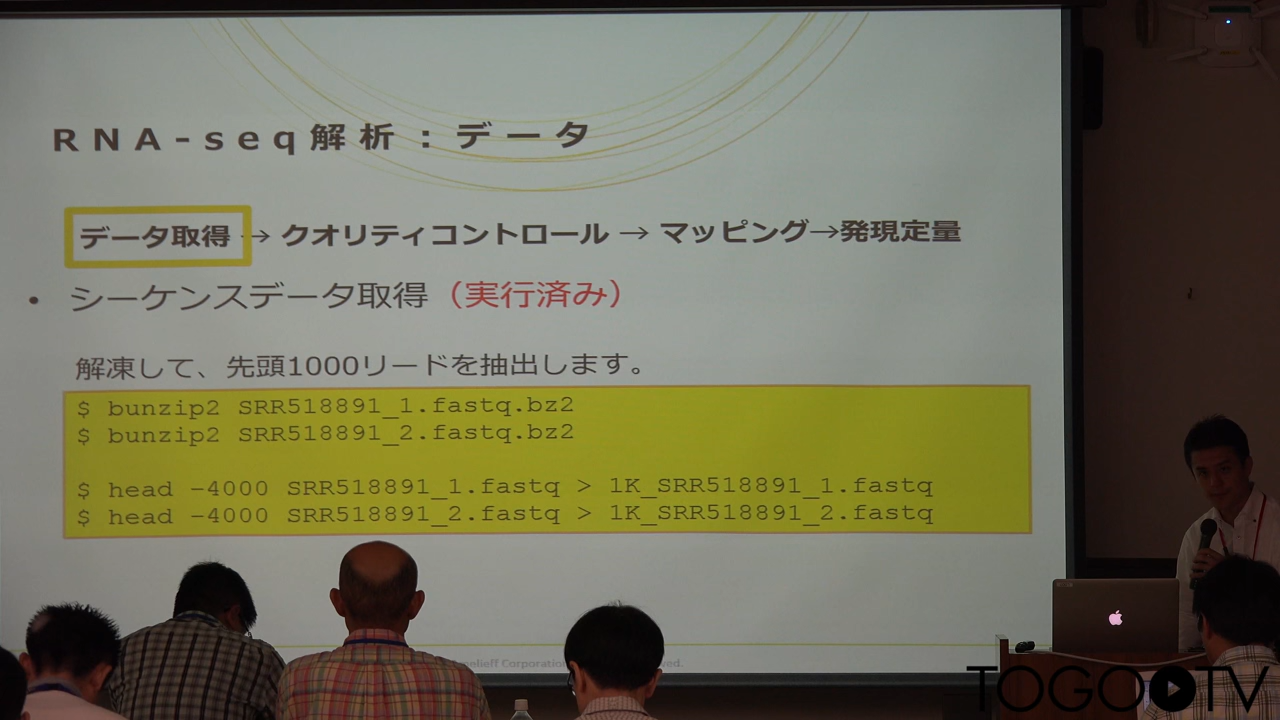 RNA-seq解析：データ
データ取得 → クオリティコントロール → マッピング→発現定量
• シーケンスデータ取得（実行済み）
解凍して、先頭1000リードを抽出します。
$ bunzip2 SRR518891_1.fastq.bz2
$ bunzip2 SRR518891_2.fastq.bz2
$ head -4000 SRR518891_1.fastq > 1K_SRR518891_1.fastq
$ head -4000 SRR518891_2.fastq > 1K_SRR518891_2.fastq
Corporation
TOGOTV